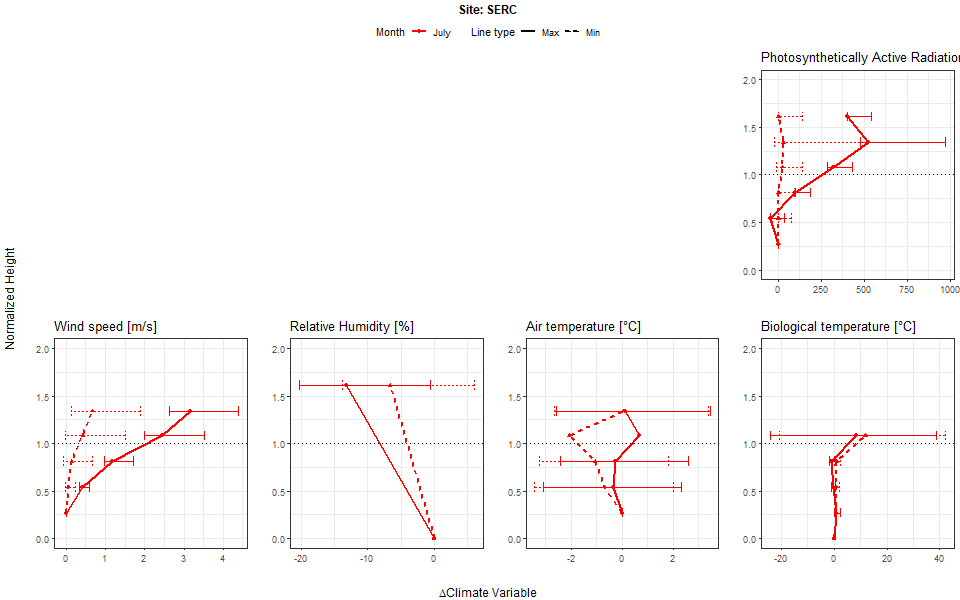 Site: SERC
Month July Line type Max Min
Photosynthetically Active Radiation
2.0
1.5
1.0
0.5
0.0
0 250 500 750 1000
Normalized Height
Wind speed [m/s]
2.0
1.5
1.0
0.5
0.0
0 1 2 3 4
Relative Humidity [%]
2.0
1.5
1.0
0.5
0.0
-20 -10 0
Air temperature [°C]
2.0
1.5
1.0
0.5
0.0
-2 0 2
Biological temperature [°C]
2.0
1.5
1.0
0.5
0.0
-20 0 20 40
ΔClimate Variable